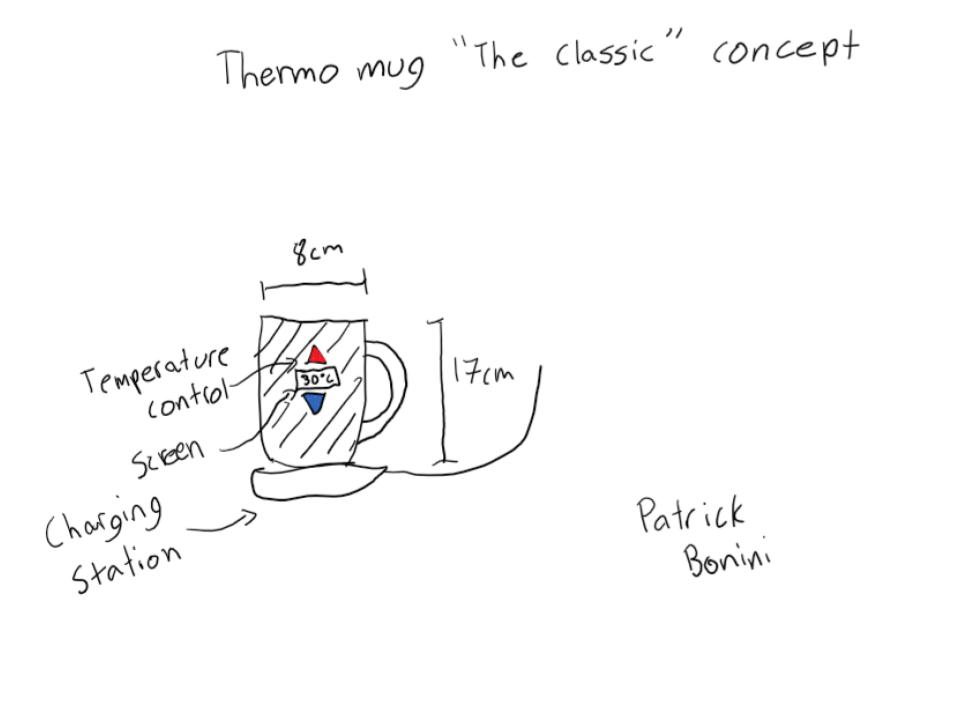 Thermo mug "The classic" concept
8cm
Temperature
control
30°C
17cm
Screen
Charging
station
Patrick
Bonini